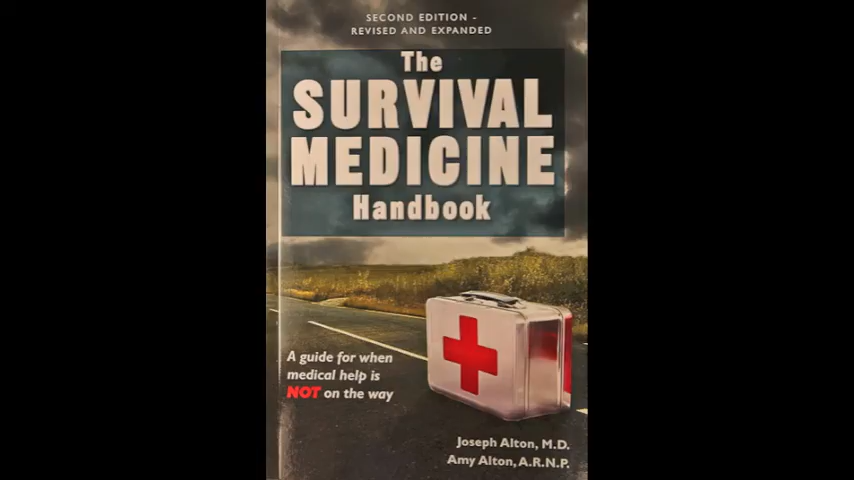 SECOND EDITION -
REVISED AND EXPANDED
The
SURVIVAL
MEDICINE
Handbook
A guide for when
medical help is
NOT on the way
Joseph Alton, M.D.
Amy Alton, A.R.N.P.